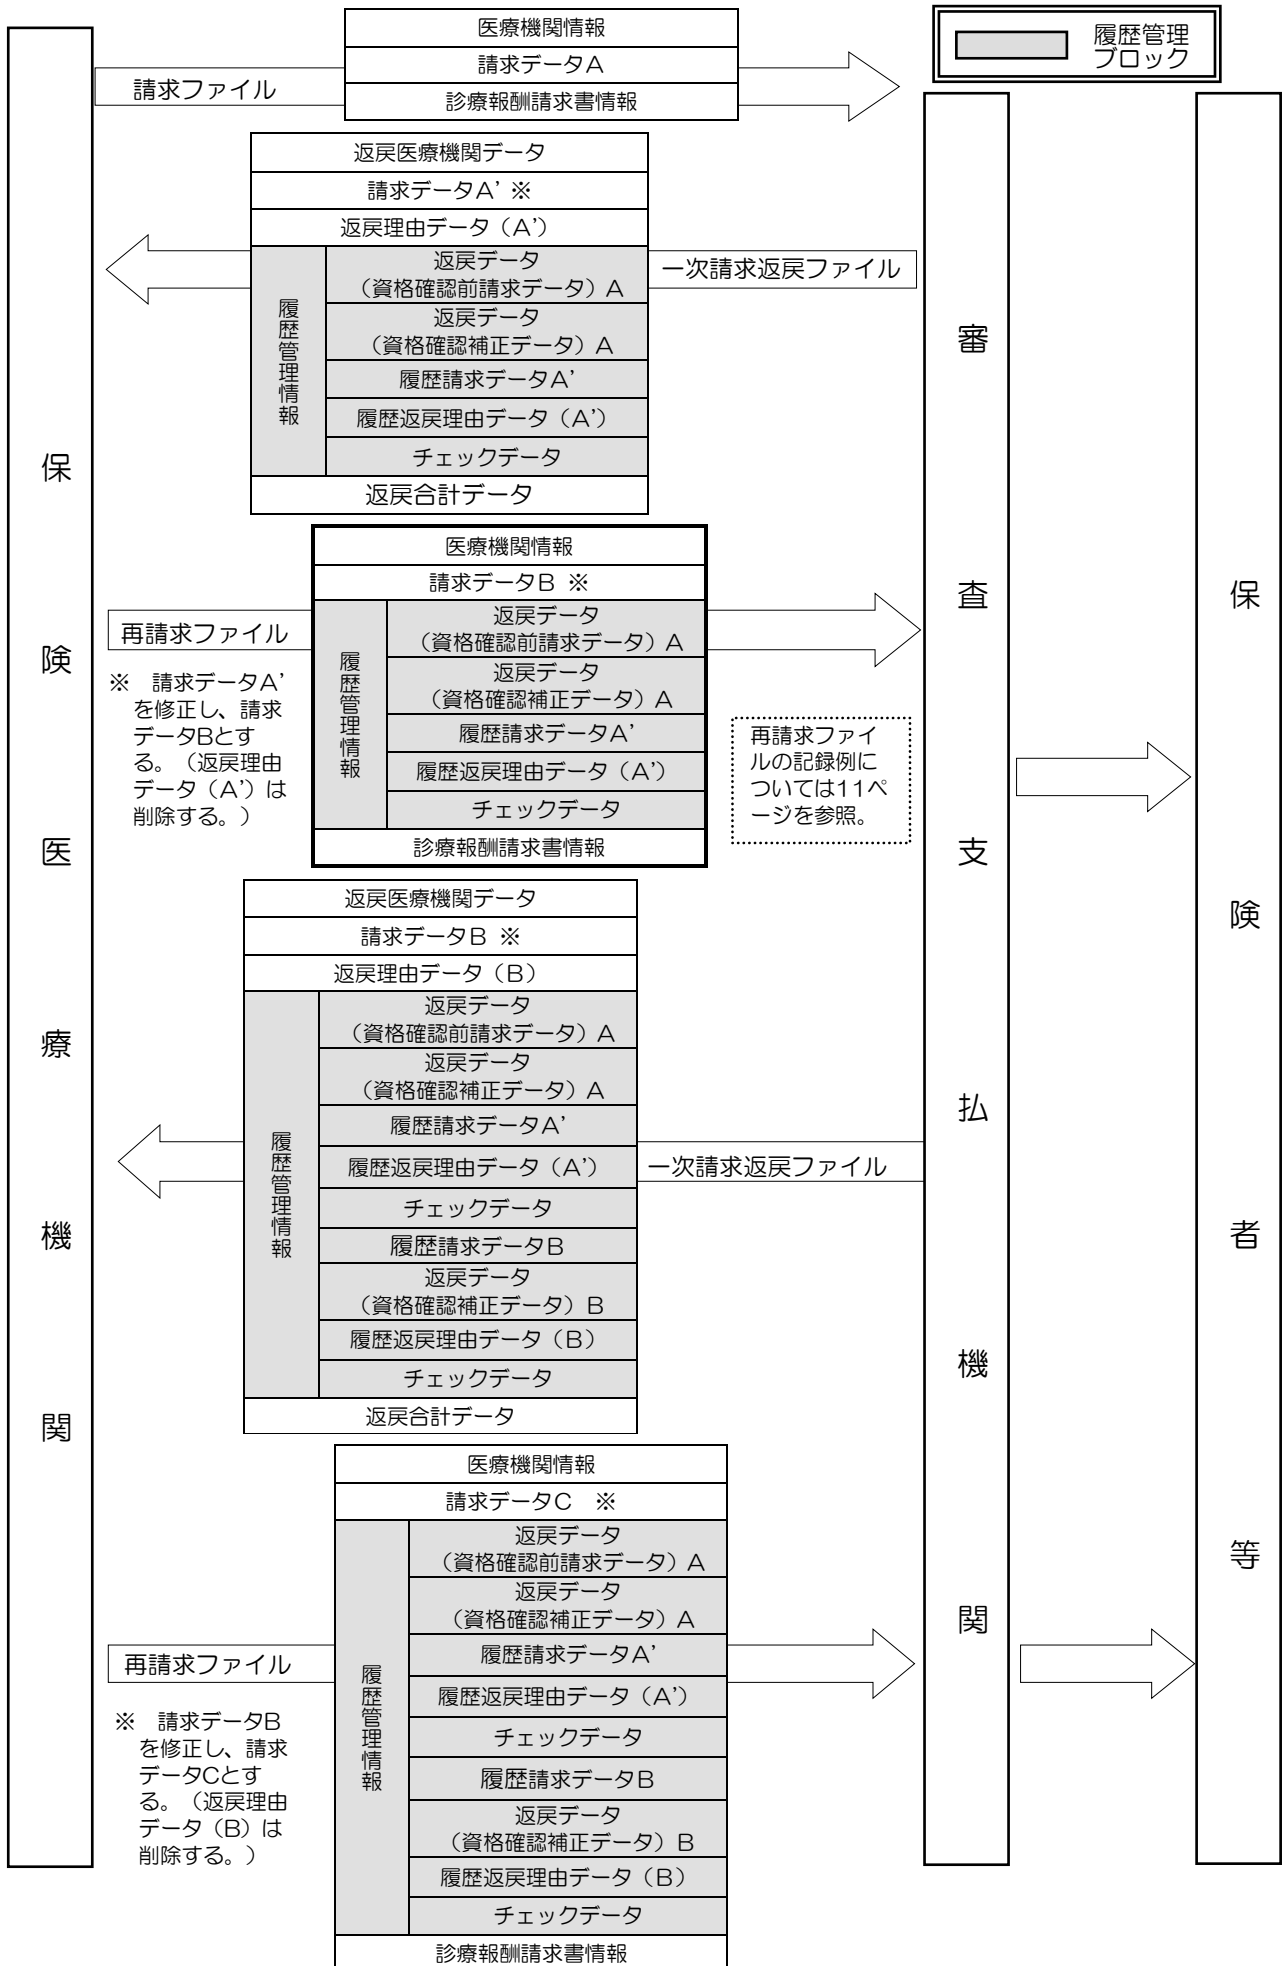 医療機関情報
請求データA
診療報酬請求書情報
請求ファイル
履歴管理
ブロック
返戻医療機関データ
請求データA’ ※
返戻理由データ（A’）
履歴管理情報
返戻データ
（資格確認前請求データ）A
返戻データ
（資格確認補正データ）A
履歴請求データA’
履歴返戻理由データ（A’）
チェックデータ
返戻合計データ
一次請求返戻ファイル
保険医療機関
審査支払機関
保険者等
医療機関情報
請求データB ※
履歴管理情報
返戻データ
（資格確認前請求データ）A
返戻データ
（資格確認補正データ）A
履歴請求データA’
履歴返戻理由データ（A’）
チェックデータ
診療報酬請求書情報
再請求ファイル
※　請求データA’
を修正し、請求
データBとす
る。（返戻理由
データ（A’）は
削除する。）
再請求ファイ
ルの記録例に
ついては11ペ
ージを参照。
返戻医療機関データ
請求データB ※
返戻理由データ（B）
履歴管理情報
返戻データ
（資格確認前請求データ）A
返戻データ
（資格確認補正データ）A
履歴請求データA’
履歴返戻理由データ（A’）
チェックデータ
履歴請求データB
返戻データ
（資格確認補正データ）B
履歴返戻理由データ（B）
チェックデータ
返戻合計データ
一次請求返戻ファイル
医療機関情報
請求データC　※
履歴管理情報
返戻データ
（資格確認前請求データ）A
返戻データ
（資格確認補正データ）A
履歴請求データA’
履歴返戻理由データ（A’）
チェックデータ
履歴請求データB
返戻データ
（資格確認補正データ）B
履歴返戻理由データ（B）
チェックデータ
診療報酬請求書情報
再請求ファイル
※　請求データB
を修正し、請求
データCとす
る。（返戻理由
データ（B）は
削除する。）